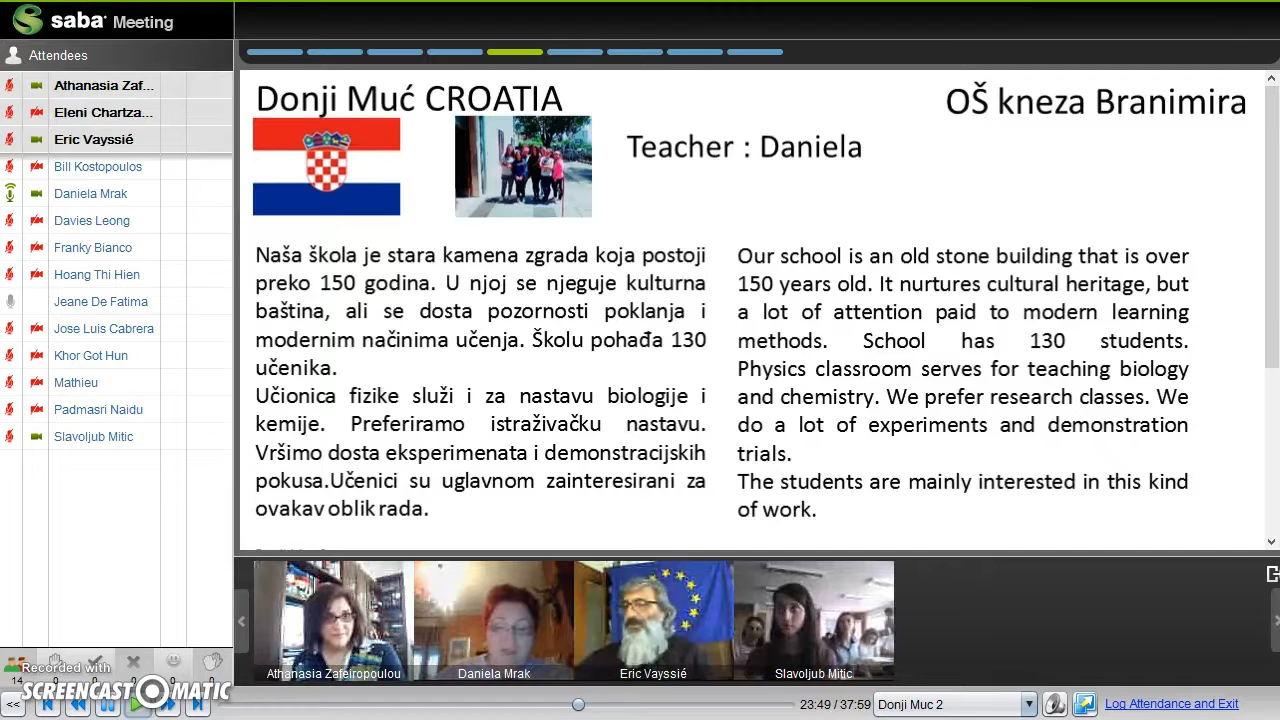 saba Meeting
Attendees
Athanasia Zaf...
Eleni Chartza...
Eric Vayssié
Bill Kostopoulos
Daniela Mrak
Davies Leong
Franky Bianco
Hoang Thi Hien
Jeane De Fatima
Jose Luis Cabrera
Khor Got Hun
Mathieu
Padmasri Naidu
Slavoljub Mitic
Donji Muć CROATIA
OŠ kneza Branimira
Teacher : Daniela
Naša škola je stara kamena zgrada koja postoji
preko 150 godina. U njoj se njeguje kulturna
baština, ali se dosta pozornosti poklanja i
modernim načinima učenja. Školu pohađa 130
učenika.
Učionica fizike služi i za nastavu biologije i
kemije. Preferiramo istraživačku nastavu.
Vršimo dosta eksperimenata i demonstracijskih
pokusa.Učenici su uglavnom zainteresirani za
ovakav oblik rada.
Our school is an old stone building that is over
150 years old. It nurtures cultural heritage, but
a lot of attention paid to modern learning
methods. School has 130 students.
Physics classroom serves for teaching biology
and chemistry. We prefer research classes. We
do a lot of experiments and demonstration
trials.
The students are mainly interested in this kind
of work.
Athanasia Zafeiropoulou
Daniela Mrak
Eric Vayssié
Slavoljub Mitic
Recorded with
SCREENCAST-O-MATIC
14
<<
23:49 / 37:59
Donji Muc 2
Log Attendance and Exit